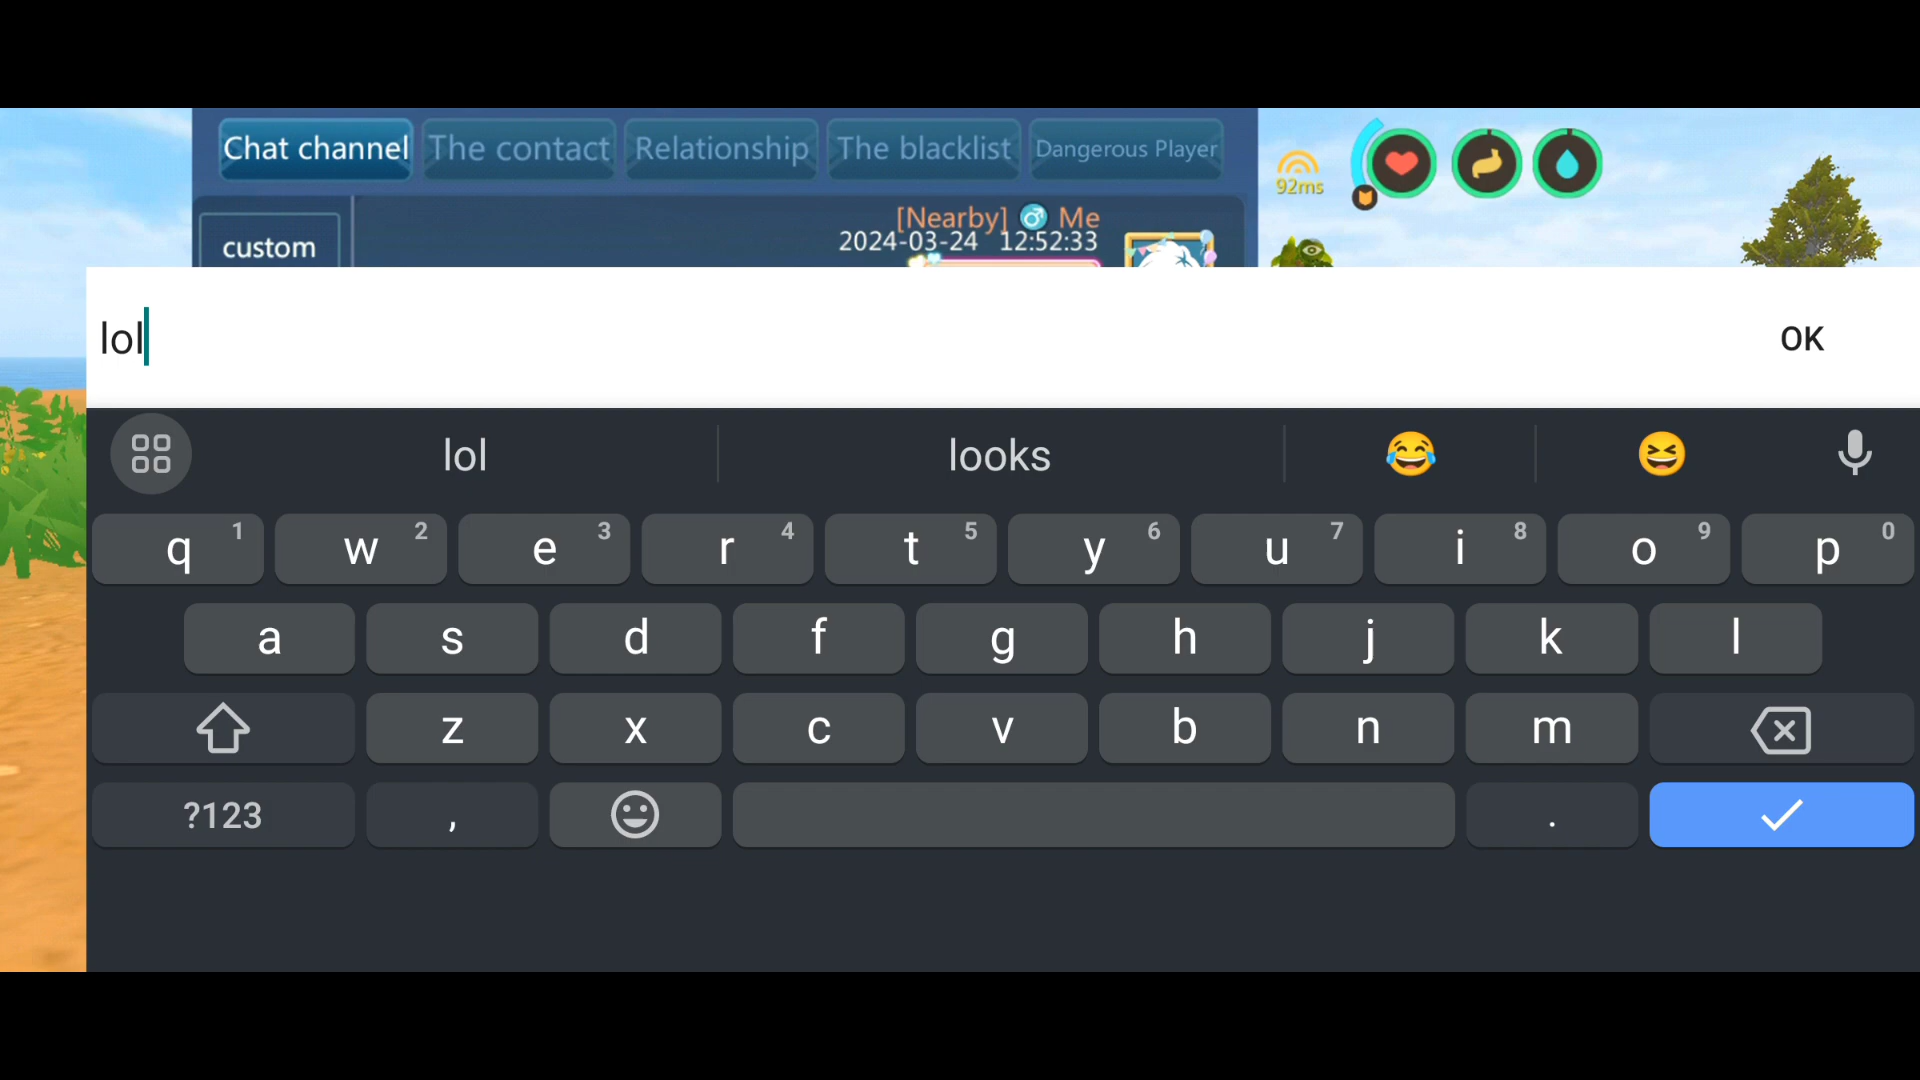 Chat channel The contact Relationship The blacklist Dangerous Player
92ms
custom
[Nearby] Me
2024-03-24 12:52:33
lol
OK
lol looks
q 1 w 2 e 3 r 4 t 5 y 6 u 7 i 8 o 9 p 0
a s d f g h j k l
z x c v b n m
?123 , .